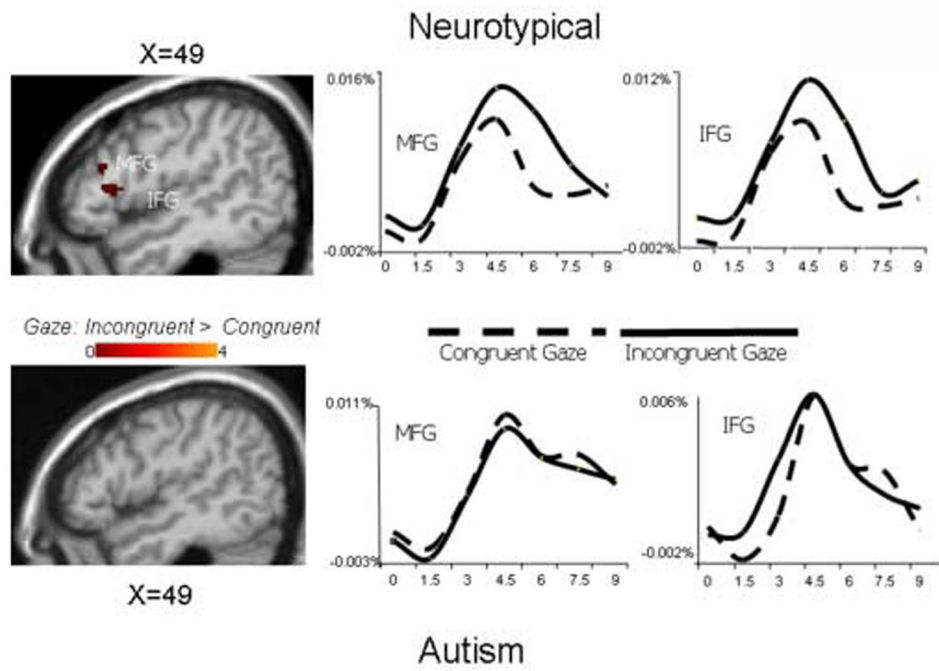 Neurotypical
X=49
0.016%
MFG
-0.002%
0 1.5 3 4.5 6 7.5 9
0.012%
IFG
-0.002%
0 1.5 3 4.5 6 7.5 9
MFG
IFG
Gaze: Incongruent > Congruent
0 4
Congruent Gaze
Incongruent Gaze
0.011%
MFG
-0.003%
0 1.5 3 4.5 6 7.5 9
0.006%
IFG
-0.002%
0 1.5 3 4.5 6 7.5 9
X=49
Autism